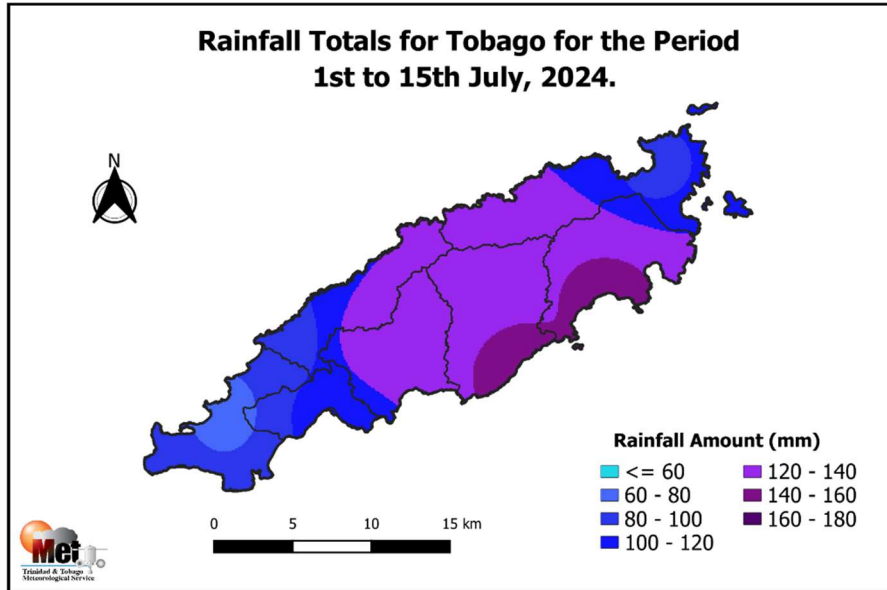 Rainfall Totals for Tobago for the Period
1st to 15th July, 2024.
N
Rainfall Amount (mm)
<= 60
60 - 80
80 - 100
100 - 120
120 - 140
140 - 160
160 - 180
0 5 10 15 km
Met
Trinidad & Tobago
Meteorological Service